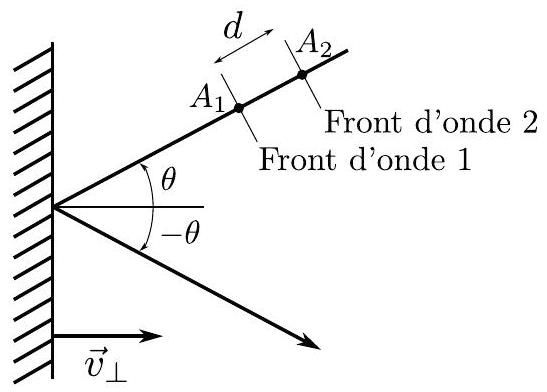 d
A₂
A₁
Front d'onde 2
Front d'onde 1
θ
−θ
v⃗⊥